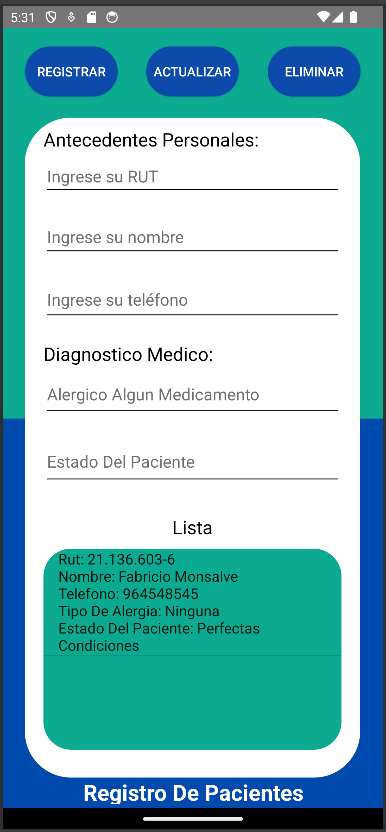 5:31
REGISTRAR
ACTUALIZAR
ELIMINAR
Antecedentes Personales:
Ingrese su RUT
Ingrese su nombre
Ingrese su teléfono
Diagnostico Medico:
Alergico Algun Medicamento
Estado Del Paciente
Lista
Rut: 21.136.603-6
Nombre: Fabricio Monsalve
Telefono: 964548545
Tipo De Alergia: Ninguna
Estado Del Paciente: Perfectas
Condiciones
Registro De Pacientes